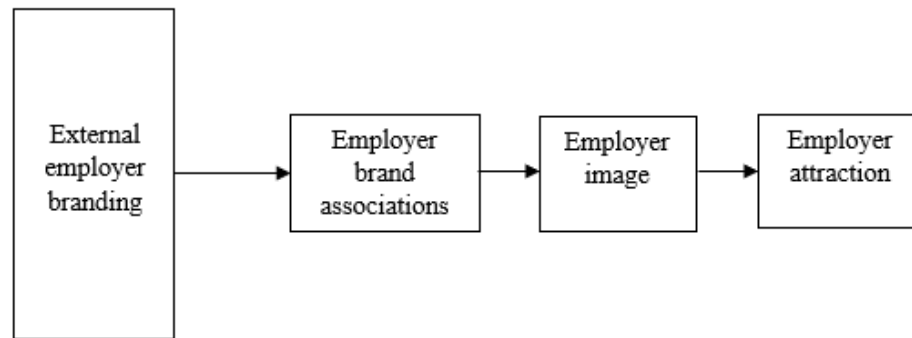 External
employer
branding
Employer
brand
associations
Employer
image
Employer
attraction